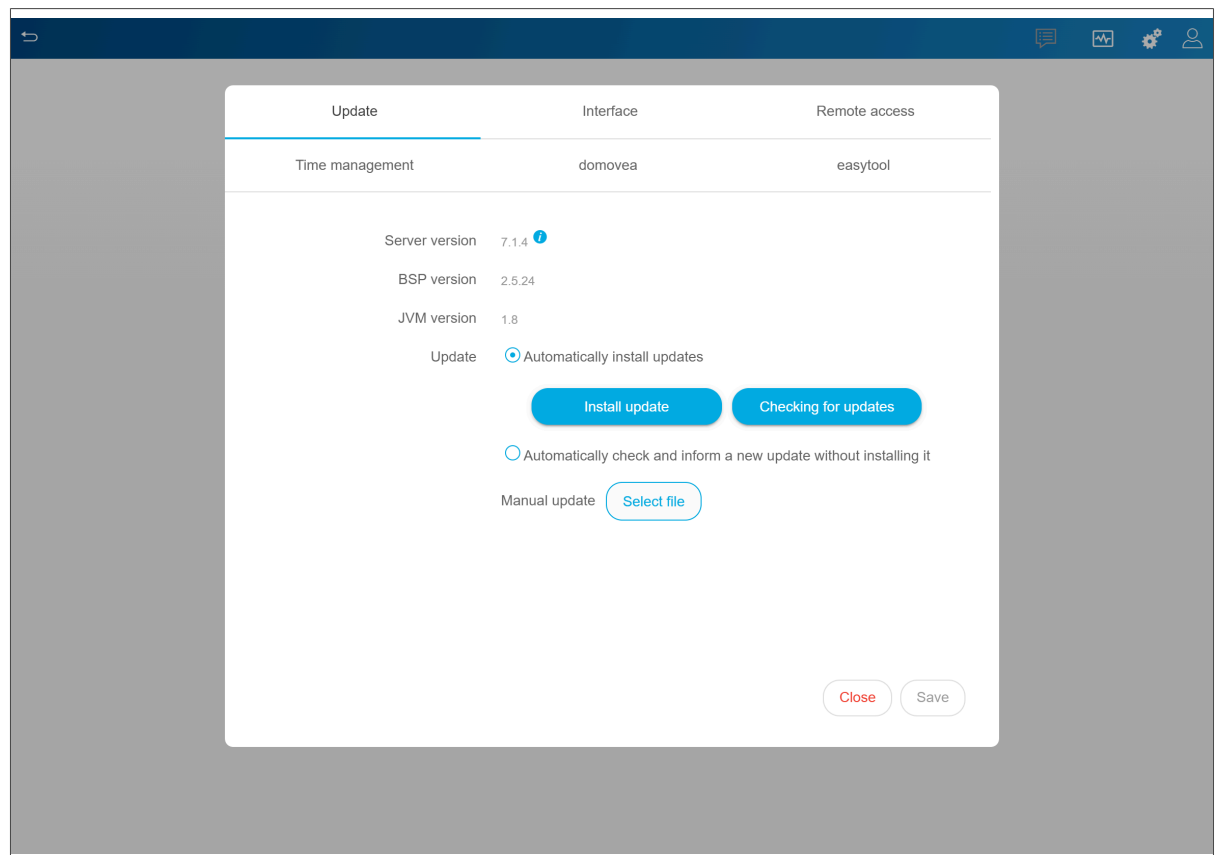 Update Interface Remote access
Time management domovea easytool
Server version 7.1.4 i
BSP version 2.5.24
JVM version 1.8
Update Automatically install updates
Install update Checking for updates
Automatically check and inform a new update without installing it
Manual update Select file
Close Save